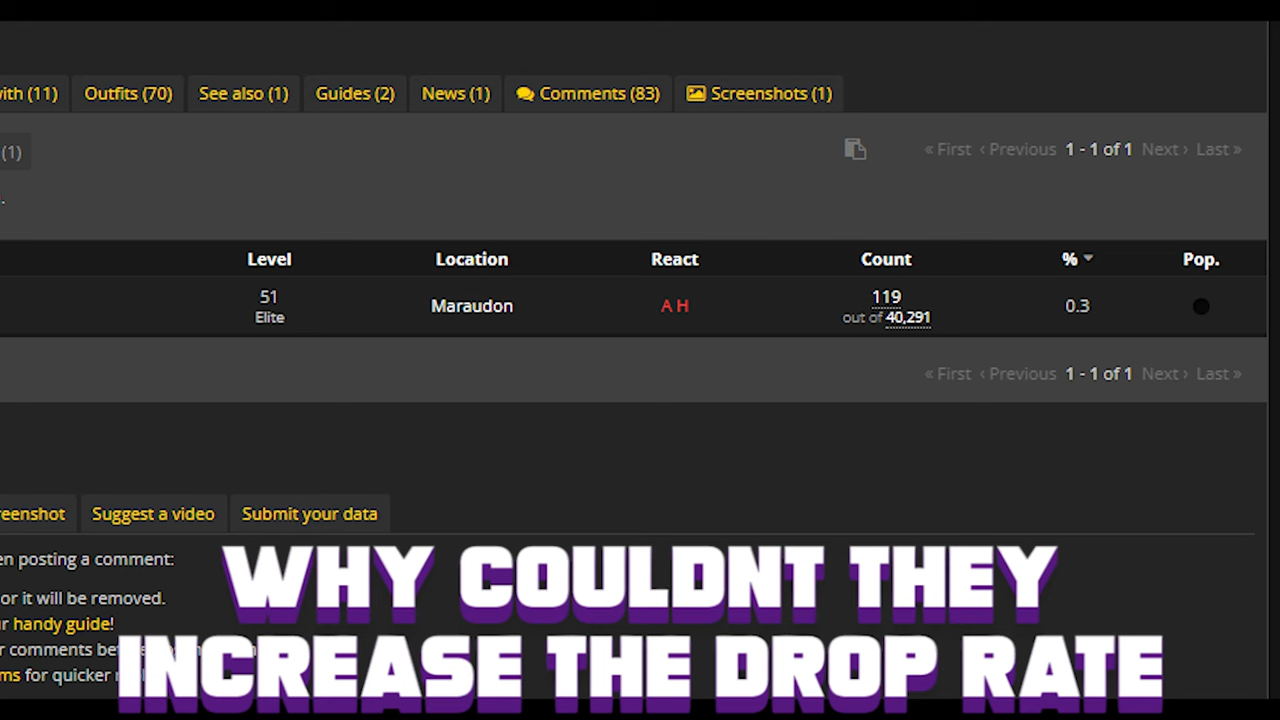 ith (11) Outfits (70) See also (1) Guides (2) News (1) Comments (83) Screenshots (1)
(1) « First ‹ Previous 1 - 1 of 1 Next › Last »
.
Level Location React Count % Pop.
51 Maraudon A H 119 0.3
Elite out of 40,291
« First ‹ Previous 1 - 1 of 1 Next › Last »
reenshot Suggest a video Submit your data
en posting a comment:
or it will be removed.
r handy guide!
r comments
ms for quicker
WHY COULDNT THEY
INCREASE THE DROP RATE